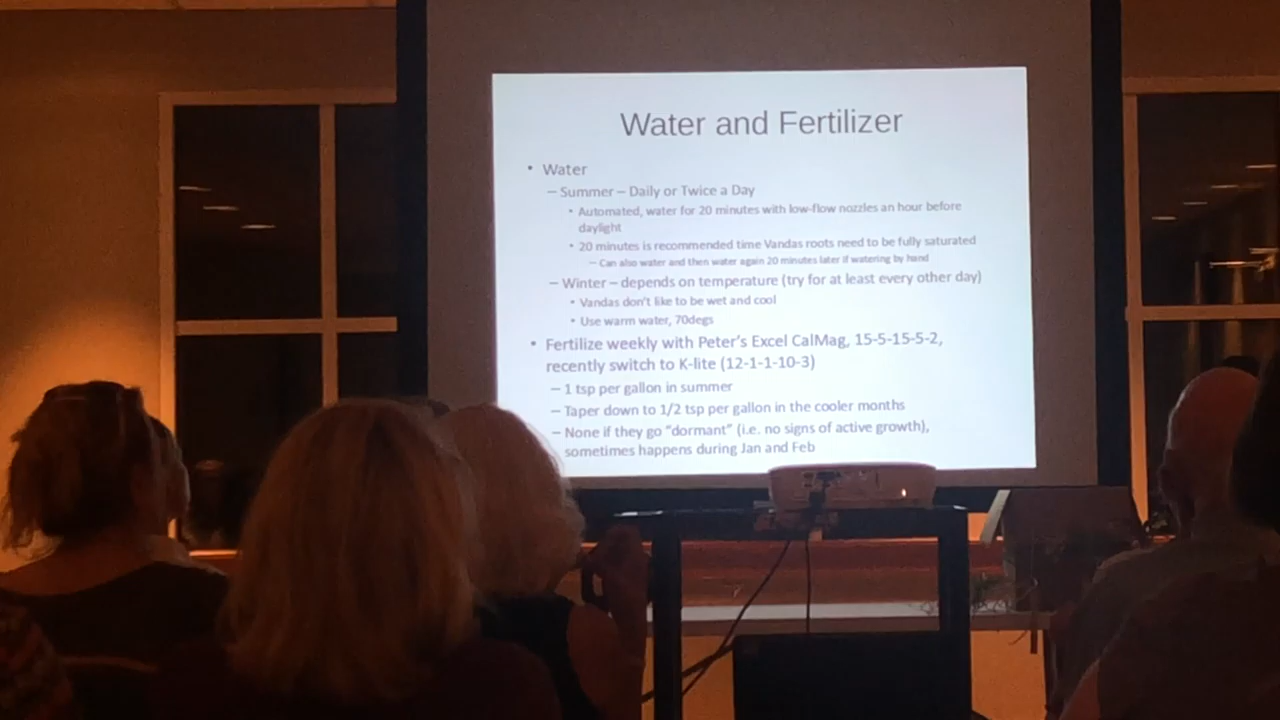 Water and Fertilizer
• Water
– Summer – Daily or Twice a Day
• Automated, water for 20 minutes with low-flow nozzles an hour before
daylight
• 20 minutes is recommended time Vandas roots need to be fully saturated
– Can also water and then water again 20 minutes later if watering by hand
– Winter – depends on temperature (try for at least every other day)
• Vandas don't like to be wet and cool
• Use warm water, 70degs
• Fertilize weekly with Peter's Excel CalMag, 15-5-15-5-2,
recently switch to K-lite (12-1-1-10-3)
– 1 tsp per gallon in summer
– Taper down to 1/2 tsp per gallon in the cooler months
– None if they go "dormant" (i.e. no signs of active growth),
sometimes happens during Jan and Feb